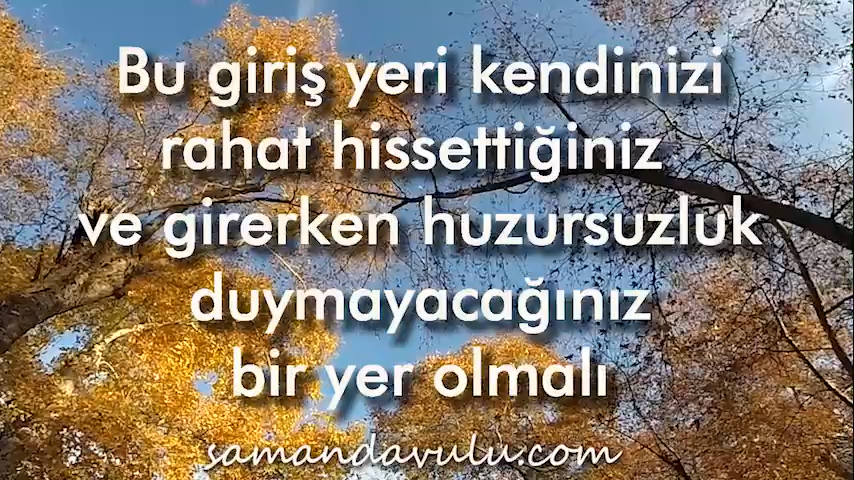 Bu giriş yeri kendinizi
rahat hissettiğiniz
ve girerken huzursuzluk
duymayacağınız
bir yer olmalı
samandavulu.com